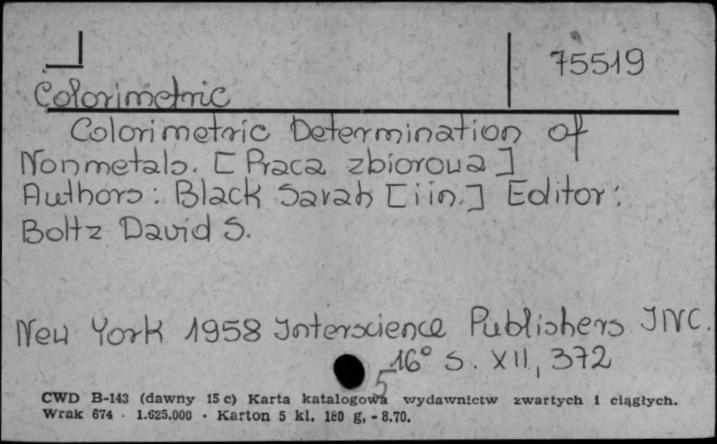 75519
Colorimetric
Colorimetric Determination of
Nonmetals. [Praca zbiorowa]
Authors: Black Sarah [i in.] Editor:
Boltz David S.
New York 1958 Interscience Publishers INC.
16° s. XII, 372
5
CWD B-143 (dawny 15 c) Karta katalogowa wydawnictw zwartych i ciągłych.
Wrak 674 · 1.625.000 · Karton 5 kl. 180 g, - 8.70.